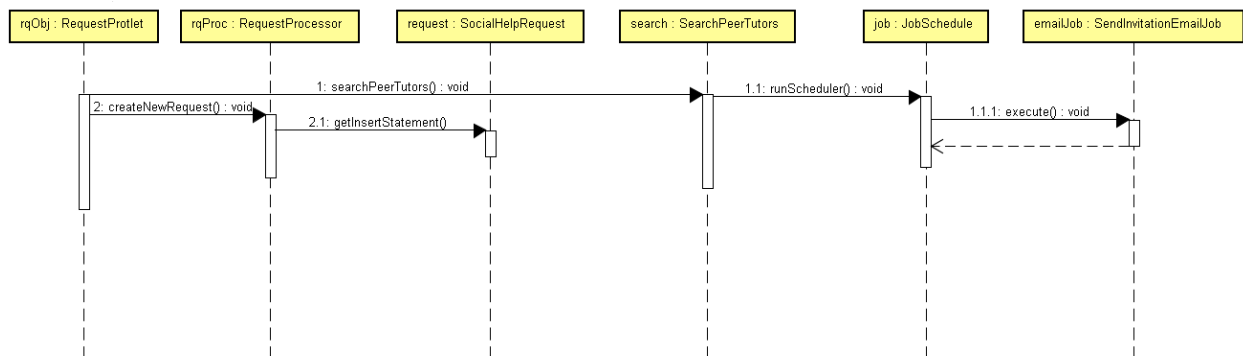 rqObj : RequestProtlet
rqProc : RequestProcessor
request : SocialHelpRequest
search : SearchPeerTutors
job : JobSchedule
emailJob : SendInvitationEmailJob
1: searchPeerTutors() : void
1.1: runScheduler() : void
2: createNewRequest() : void
1.1.1: execute() : void
2.1: getInsertStatement()